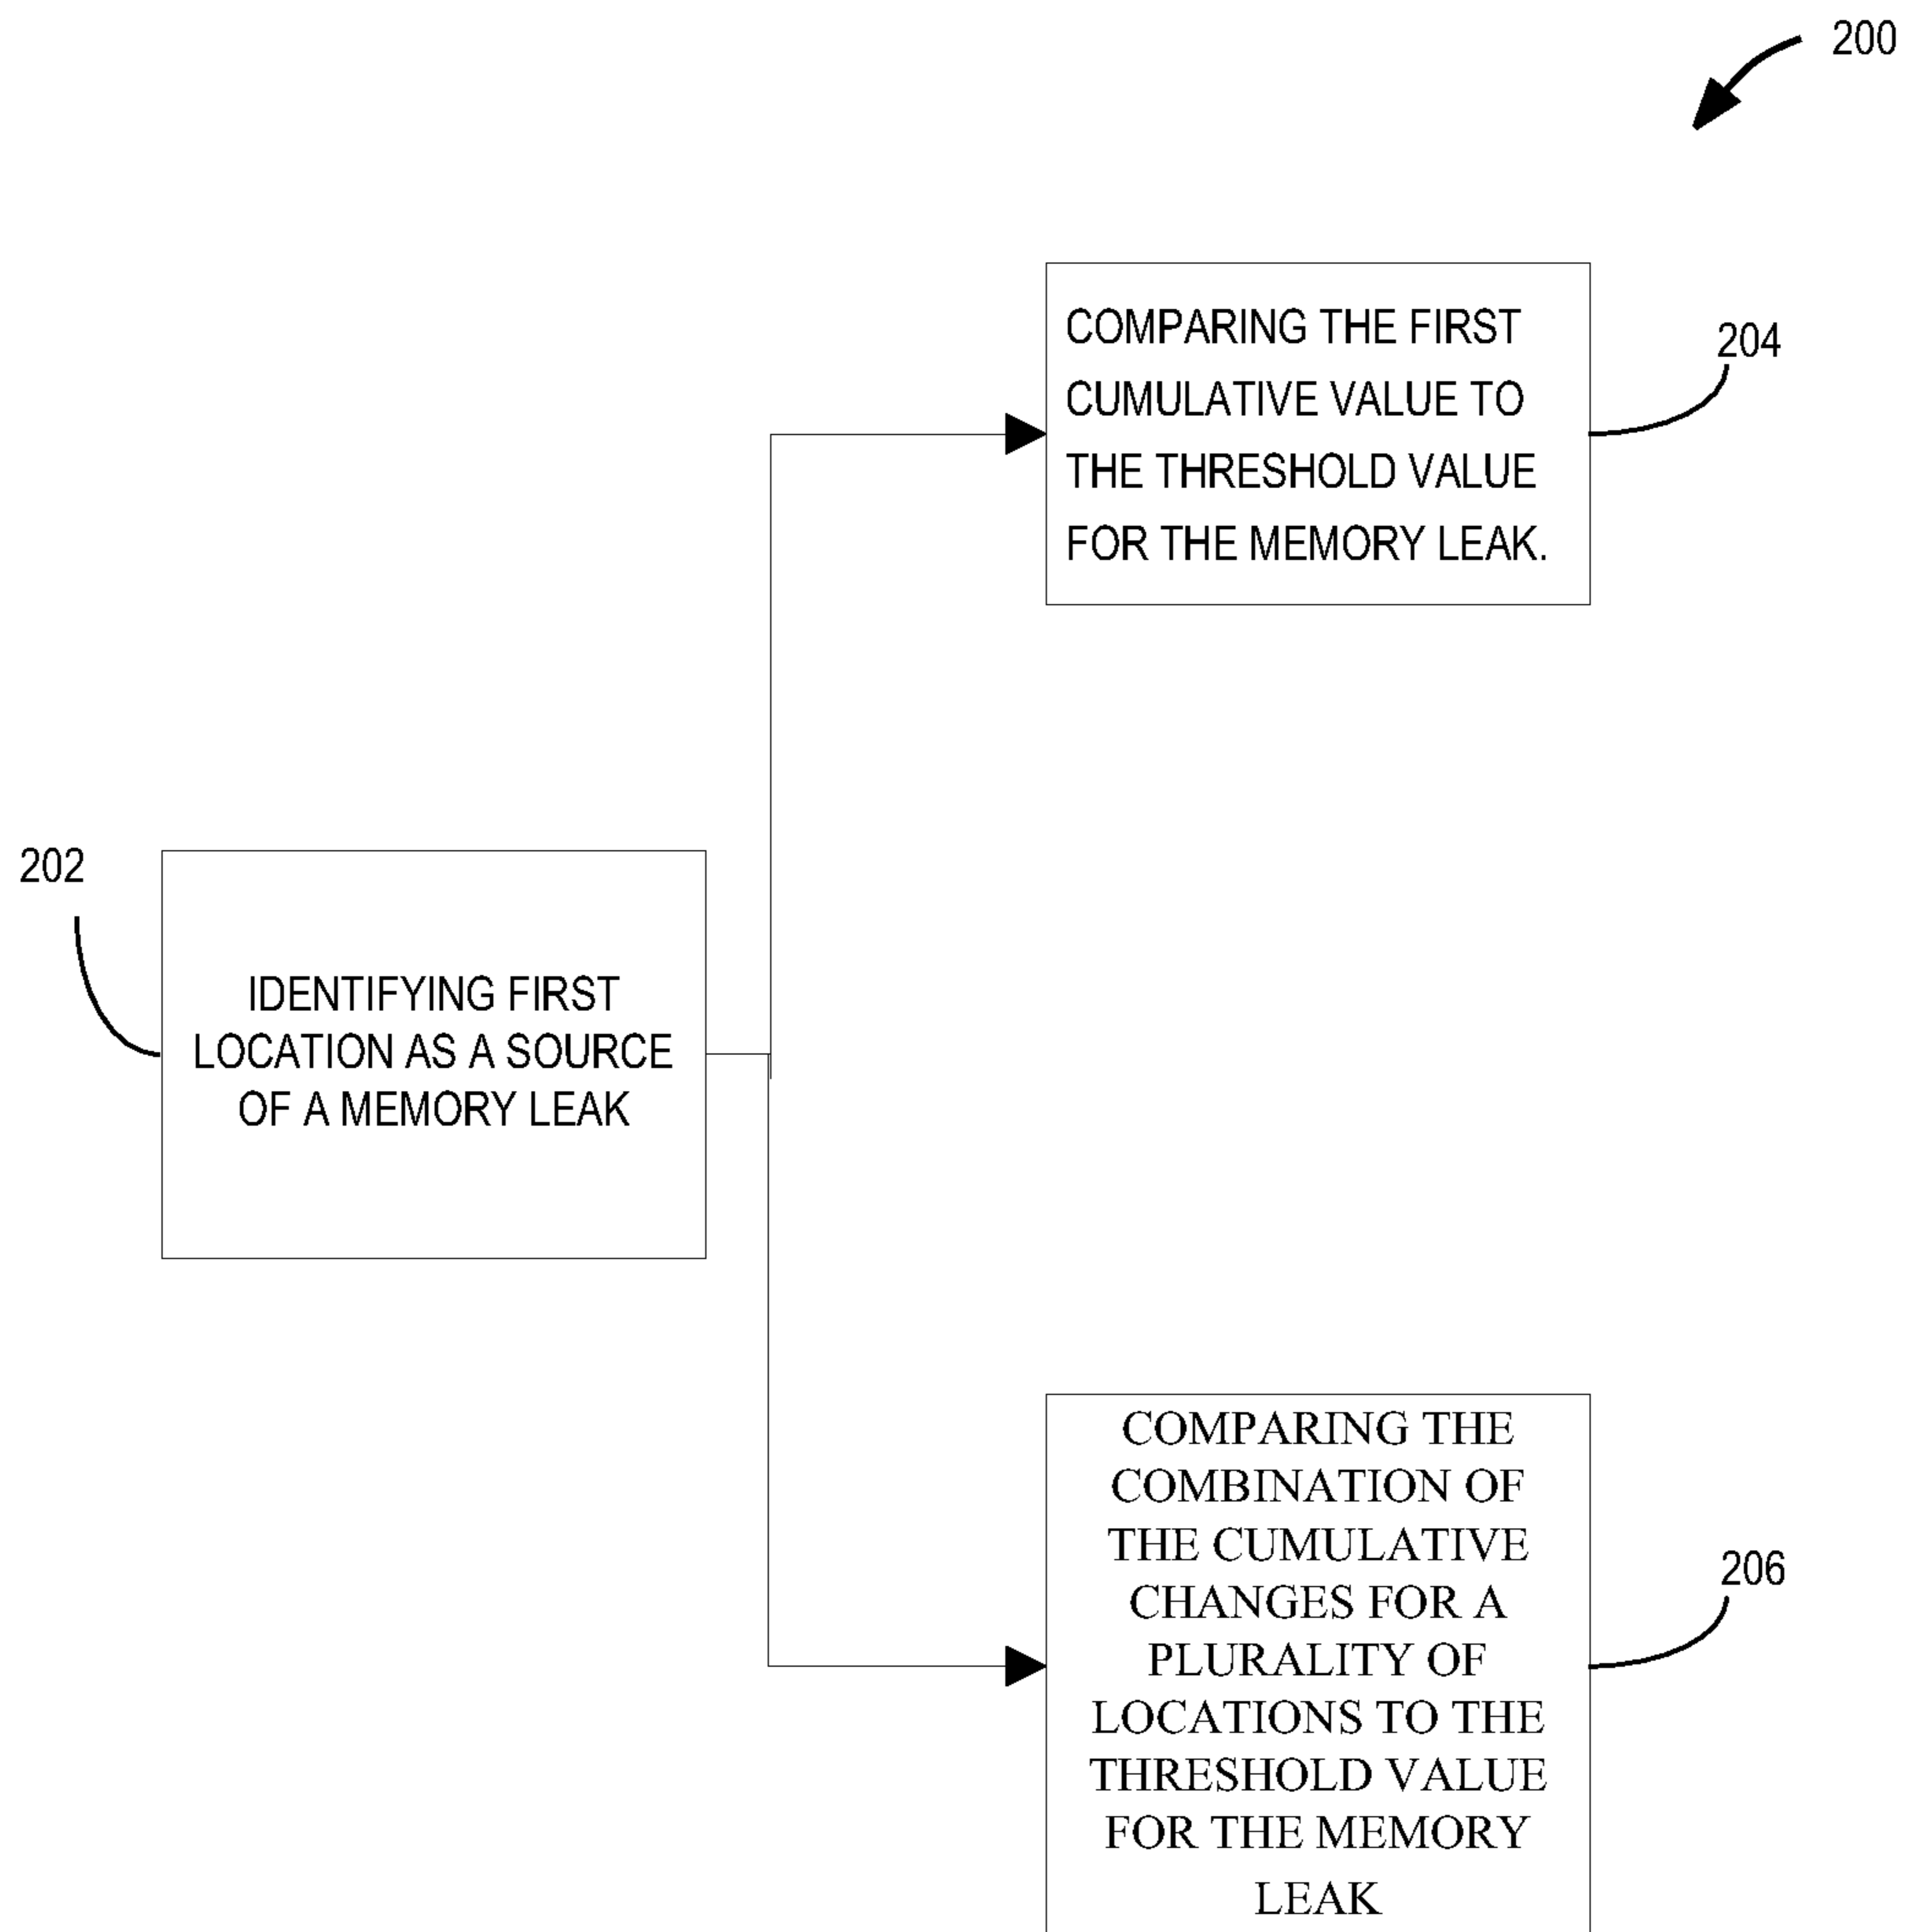 200
COMPARING THE FIRST
CUMULATIVE VALUE TO
THE THRESHOLD VALUE
FOR THE MEMORY LEAK.
204
202
IDENTIFYING FIRST
LOCATION AS A SOURCE
OF A MEMORY LEAK
COMPARING THE
COMBINATION OF
THE CUMULATIVE
CHANGES FOR A
PLURALITY OF
LOCATIONS TO THE
THRESHOLD VALUE
FOR THE MEMORY
LEAK
206